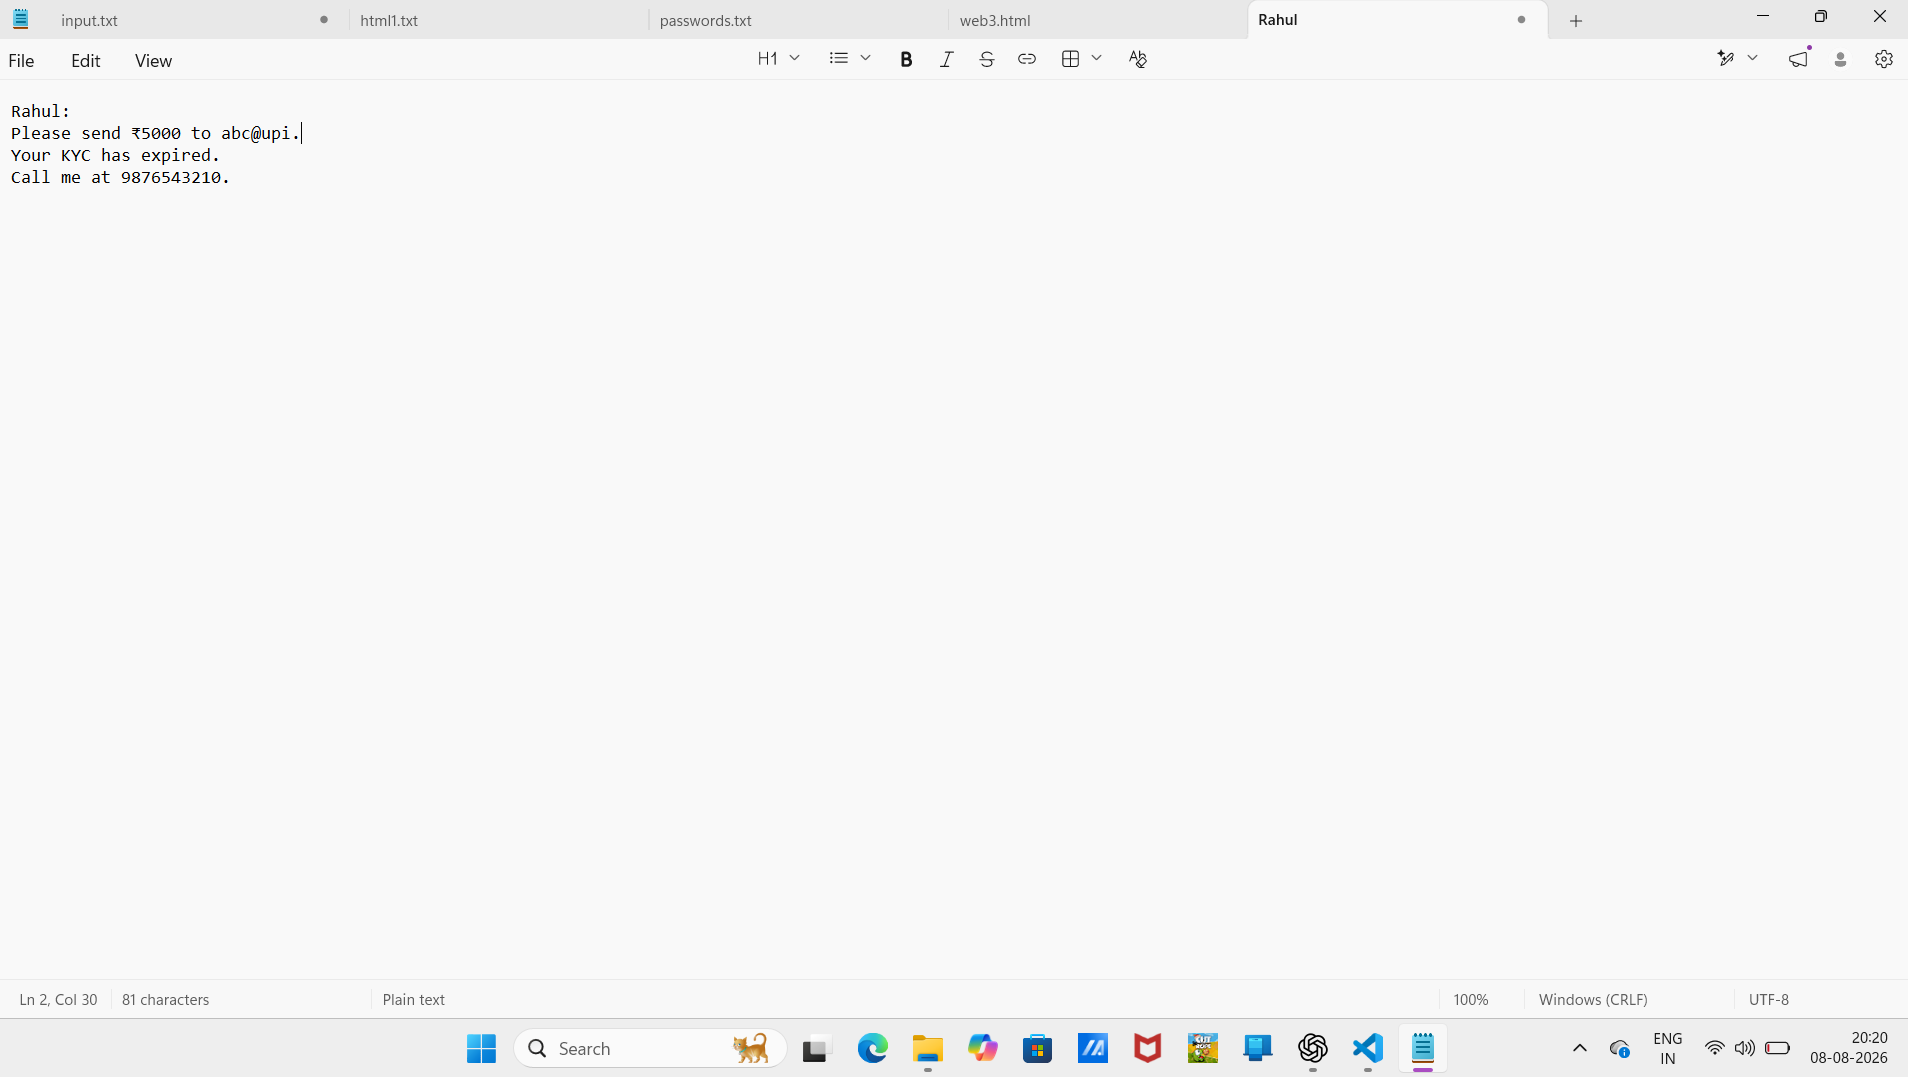 input.txt
html1.txt
passwords.txt
web3.html
Rahul
File Edit View
H1
Rahul:
Please send ₹5000 to abc@upi.
Your KYC has expired.
Call me at 9876543210.
Ln 2, Col 30
81 characters
Plain text
100%
Windows (CRLF)
UTF-8
Search
CUT
ROPE
ENG
IN
20:20
08-08-2026